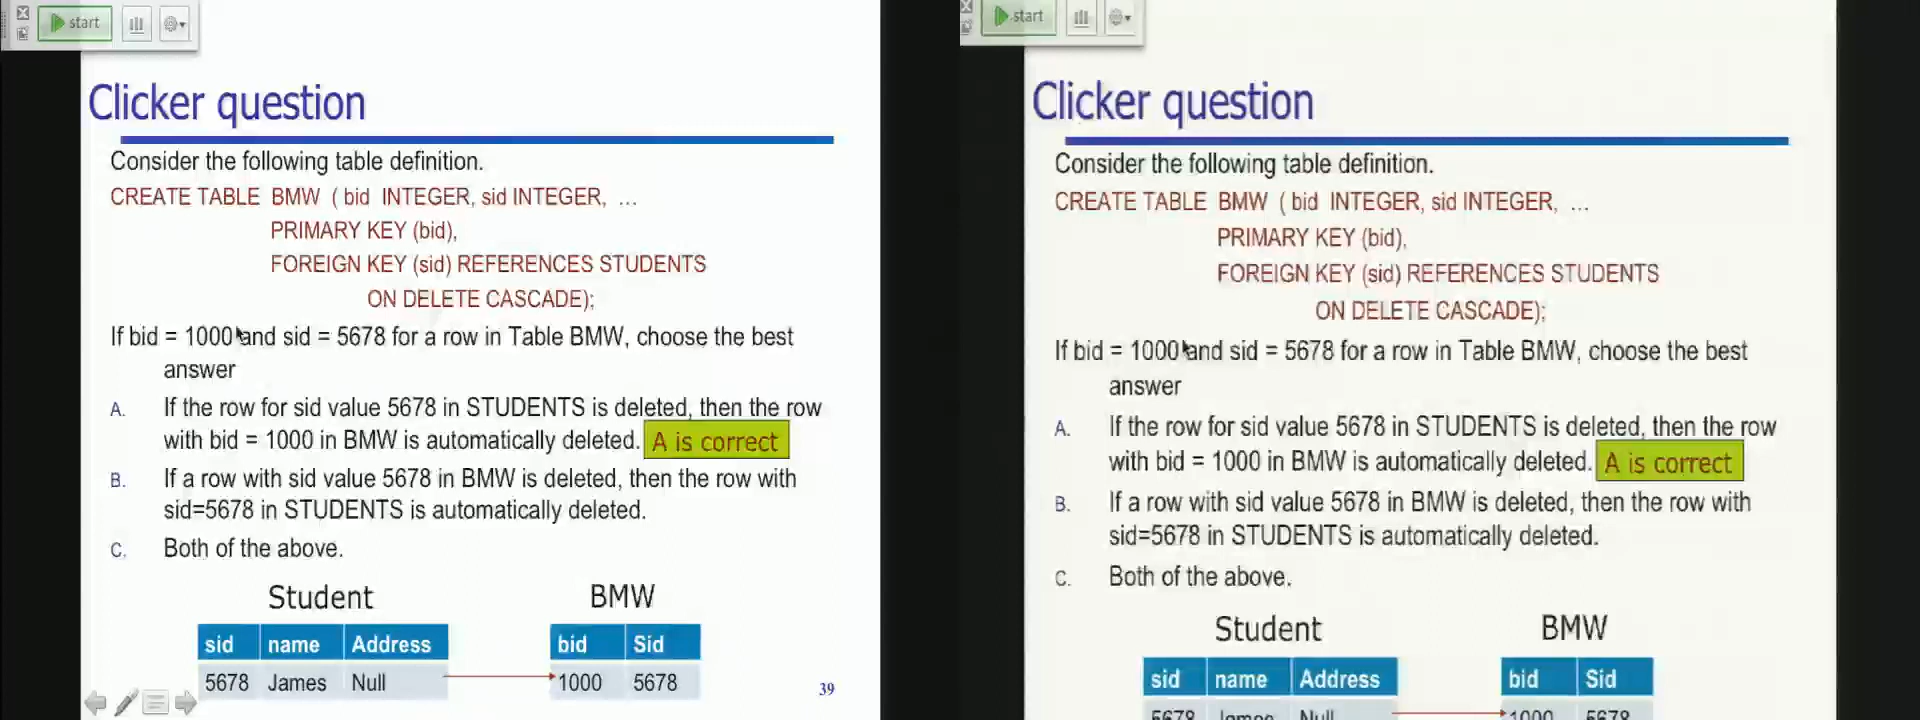 start
Clicker question
Consider the following table definition.
CREATE TABLE BMW ( bid INTEGER, sid INTEGER, ...
PRIMARY KEY (bid),
FOREIGN KEY (sid) REFERENCES STUDENTS
ON DELETE CASCADE);
If bid = 1000 and sid = 5678 for a row in Table BMW, choose the best
answer
A. If the row for sid value 5678 in STUDENTS is deleted, then the row
with bid = 1000 in BMW is automatically deleted. A is correct
B. If a row with sid value 5678 in BMW is deleted, then the row with
sid=5678 in STUDENTS is automatically deleted.
C. Both of the above.
Student BMW
sid name Address bid Sid
5678 James Null 1000 5678
39
start
Clicker question
Consider the following table definition.
CREATE TABLE BMW ( bid INTEGER, sid INTEGER, ...
PRIMARY KEY (bid),
FOREIGN KEY (sid) REFERENCES STUDENTS
ON DELETE CASCADE);
If bid = 1000 and sid = 5678 for a row in Table BMW, choose the best
answer
A. If the row for sid value 5678 in STUDENTS is deleted, then the row
with bid = 1000 in BMW is automatically deleted. A is correct
B. If a row with sid value 5678 in BMW is deleted, then the row with
sid=5678 in STUDENTS is automatically deleted.
C. Both of the above.
Student BMW
sid name Address bid Sid
5678 James Null 1000 5678